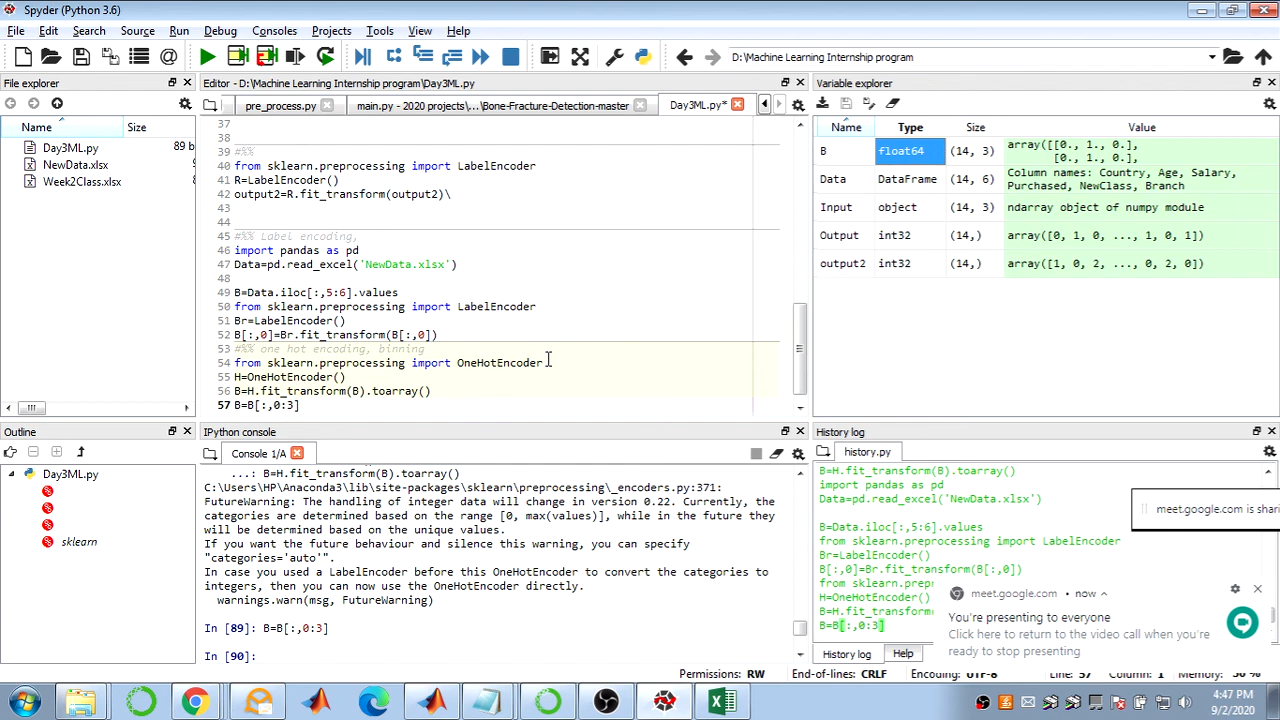 Spyder (Python 3.6)
File Edit Search Source Run Debug Consoles Projects Tools View Help
D:\Machine Learning Internship program
File explorer
Name Size
Day3ML.py 89 b
NewData.xlsx
Week2Class.xlsx
Outline
Day3ML.py
sklearn
Editor - D:\Machine Learning Internship program\Day3ML.py
pre_process.py main.py - 2020 projects\...\Bone-Fracture-Detection-master Day3ML.py*
37
38
39 #%%
40 from sklearn.preprocessing import LabelEncoder
41 R=LabelEncoder()
42 output2=R.fit_transform(output2)\
43
44
45 #%% Label encoding,
46 import pandas as pd
47 Data=pd.read_excel('NewData.xlsx')
48
49 B=Data.iloc[:,5:6].values
50 from sklearn.preprocessing import LabelEncoder
51 Br=LabelEncoder()
52 B[:,0]=Br.fit_transform(B[:,0])
53 #%% one hot encoding, binning
54 from sklearn.preprocessing import OneHotEncoder
55 H=OneHotEncoder()
56 B=H.fit_transform(B).toarray()
57 B=B[:,0:3]
IPython console
Console 1/A
...: B=H.fit_transform(B).toarray()
C:\Users\HP\Anaconda3\lib\site-packages\sklearn\preprocessing\_encoders.py:371:
FutureWarning: The handling of integer data will change in version 0.22. Currently, the
categories are determined based on the range [0, max(values)], while in the future they
will be determined based on the unique values.
If you want the future behaviour and silence this warning, you can specify
"categories='auto'".
In case you used a LabelEncoder before this OneHotEncoder to convert the categories to
integers, then you can now use the OneHotEncoder directly.
warnings.warn(msg, FutureWarning)
In [89]: B=B[:,0:3]
In [90]:
Variable explorer
Name Type Size Value
B float64 (14, 3) array([[0., 1., 0.],
[0., 1., 0.],
Data DataFrame (14, 6) Column names: Country, Age, Salary,
Purchased, NewClass, Branch
Input object (14, 3) ndarray object of numpy module
Output int32 (14,) array([0, 1, 0, ..., 1, 0, 1])
output2 int32 (14,) array([1, 0, 2, ..., 0, 2, 0])
History log
history.py
B=H.fit_transform(B).toarray()
import pandas as pd
Data=pd.read_excel('NewData.xlsx')
B=Data.iloc[:,5:6].values
from sklearn.preprocessing import LabelEncoder
Br=LabelEncoder()
B[:,0]=Br.fit_transform(B[:,0])
from sklearn.prep
H=OneHotEncoder()
B=H.fit_transform
B=B[:,0:3]
meet.google.com is shari
meet.google.com • now
You're presenting to everyone
Click here to return to the video call when you're
ready to stop presenting
History log Help
Permissions: RW End-of-lines: CRLF Encoding: UTF-8 Line: 57 Column: 1 Memory:
4:47 PM
9/2/2020